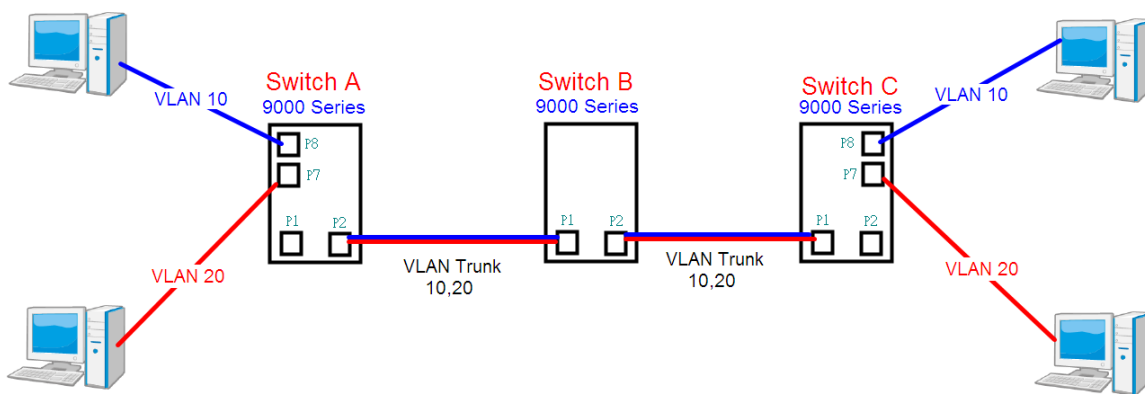 Switch A
9000 Series
Switch B
9000 Series
Switch C
9000 Series
VLAN 10
VLAN 10
P8
P7
P1
P2
P1
P2
P8
P7
P1
P2
VLAN 20
VLAN Trunk
10,20
VLAN Trunk
10,20
VLAN 20